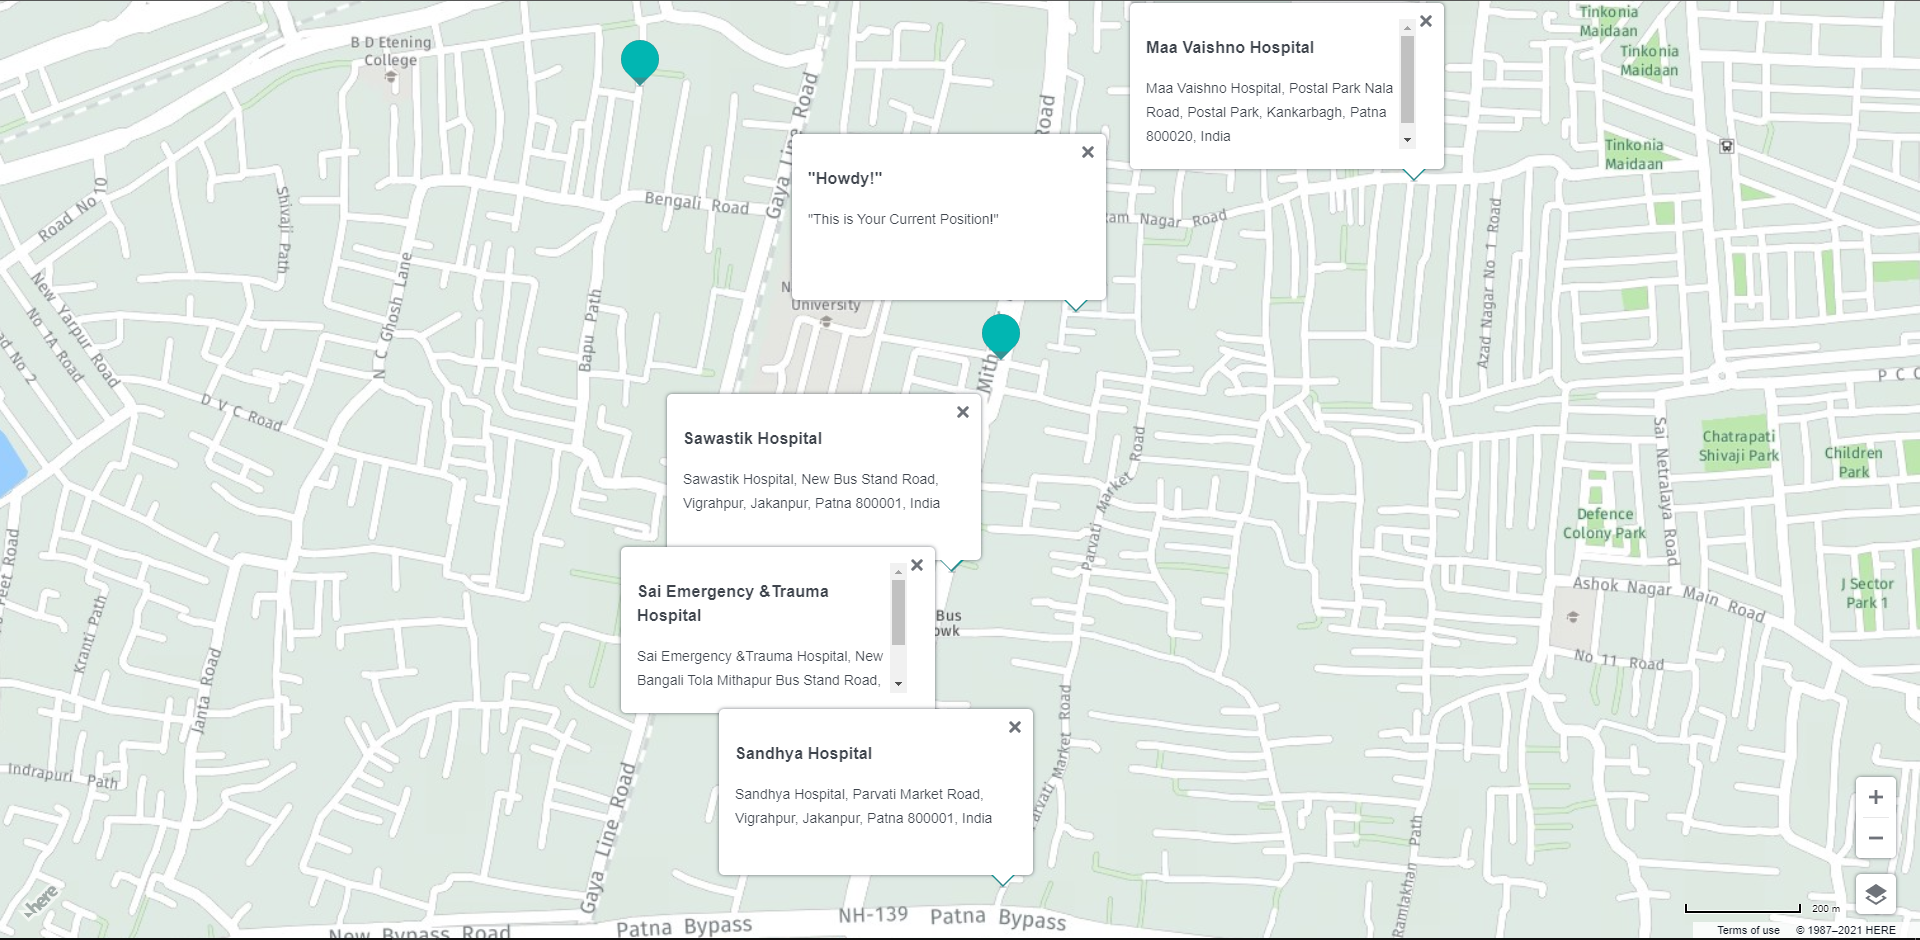 B D Etening
College
Tinkonia
Maidaan
Tinkonia
Maidaan
Maa Vaishno Hospital
Maa Vaishno Hospital, Postal Park Nala
Road, Postal Park, Kankarbagh, Patna
800020, India
Gaya Line Road
Road
Tinkonia
Maidaan
"Howdy!"
"This is Your Current Position!"
Road No 10
Shivaji Path
Bengali Road
Nagar Road
Azad Nagar No 1 Road
New Yarpur Road
No 1A Road
No 2
N C Ghosh Lane
Bapu Path
University
D V C Road
Sawastik Hospital
Sawastik Hospital, New Bus Stand Road,
Vigrahpur, Jakanpur, Patna 800001, India
Parvati Market Road
Sai Netralaya Road
Chatrapati
Shivaji Park
Children
Park
Defence
Colony Park
Sai Emergency &Trauma
Hospital
Sai Emergency &Trauma Hospital, New
Bangali Tola Mithapur Bus Stand Road,
Bus
Ashok Nagar Main Road
J Sector
Park 1
No 11 Road
Kranti Path
Janta Road
Sandhya Hospital
Sandhya Hospital, Parvati Market Road,
Vigrahpur, Jakanpur, Patna 800001, India
Market Road
Indrapuri Path
Gaya Line Road
Ramlakhan Path
+
−
here
200 m
New Bypass Road
Patna Bypass
NH-139
Patna Bypass
Terms of use
© 1987–2021 HERE